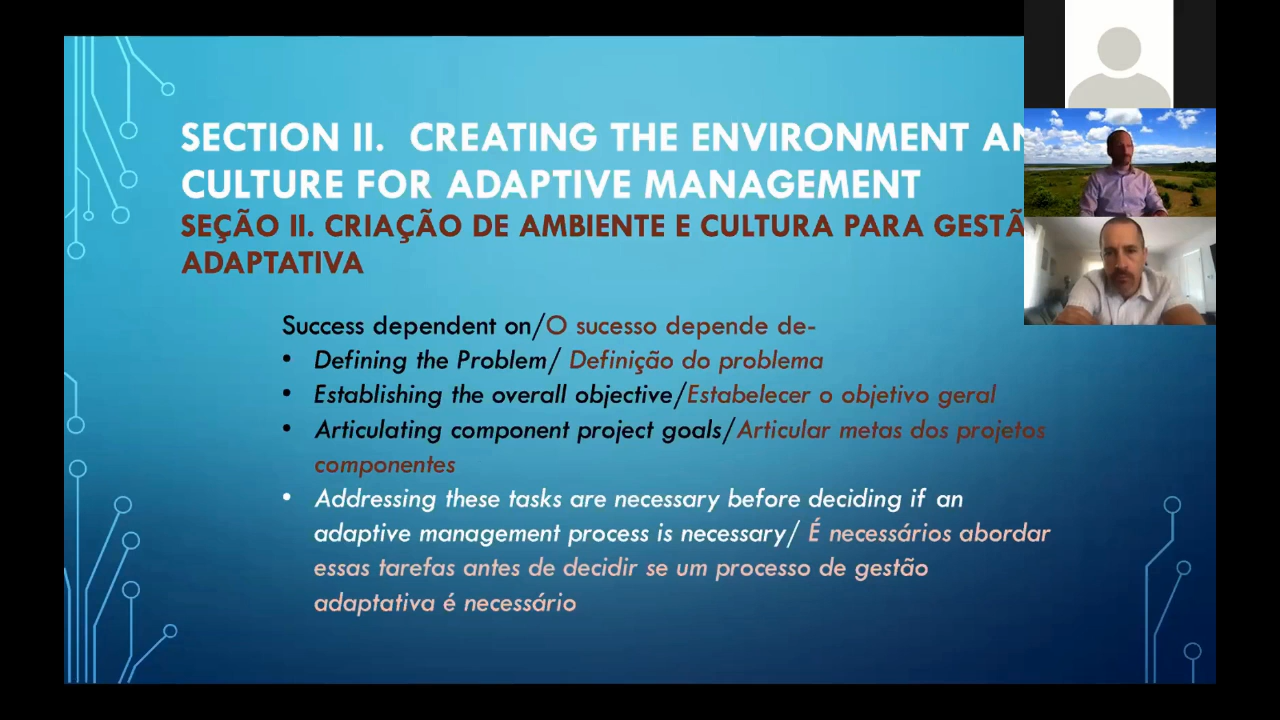 SECTION II. CREATING THE ENVIRONMENT
CULTURE FOR ADAPTIVE MANAGEMENT
SEÇÃO II. CRIAÇÃO DE AMBIENTE E CULTURA PARA
ADAPTATIVA
Success dependent on/O sucesso depende de-
• Defining the Problem/ Definição do problema
• Establishing the overall objective/Estabelecer o objetivo geral
• Articulating component project goals/Articular metas dos projetos
componentes
• Addressing these tasks are necessary before deciding if an
adaptive management process is necessary/ É necessários abordar
essas tarefas antes de decidir se um processo de gestão
adaptativa é necessário